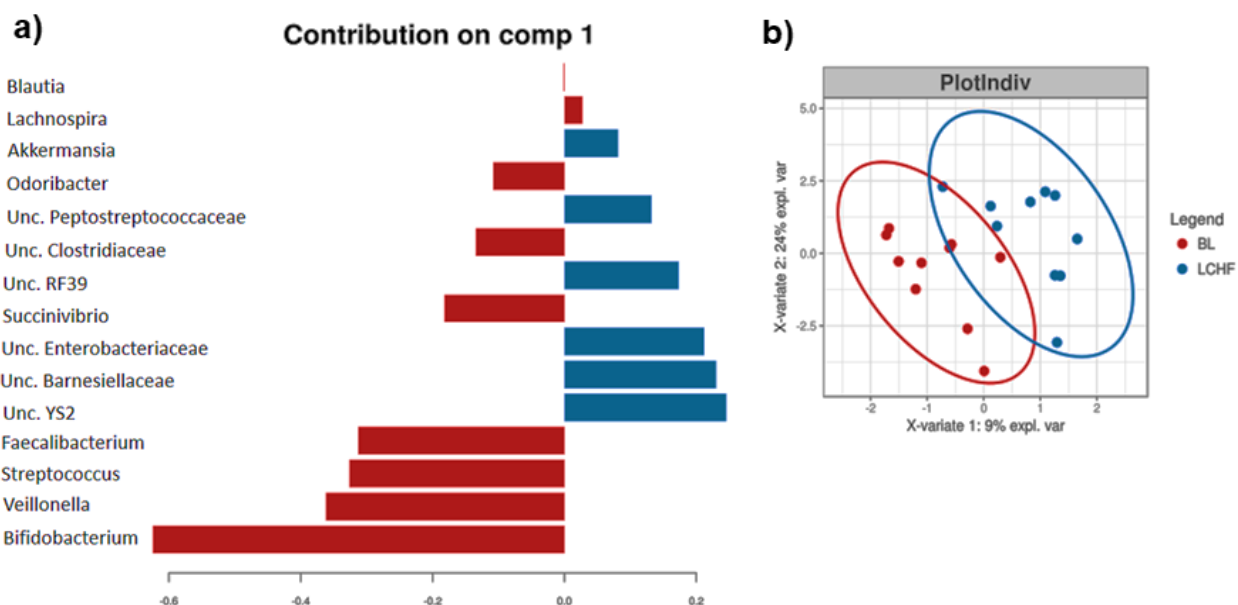 a)
Contribution on comp 1
Blautia
Lachnospira
Akkermansia
Odoribacter
Unc. Peptostreptococcaceae
Unc. Clostridiaceae
Unc. RF39
Succinivibrio
Unc. Enterobacteriaceae
Unc. Barnesiellaceae
Unc. YS2
Faecalibacterium
Streptococcus
Veillonella
Bifidobacterium
-0.6 -0.4 -0.2 0.0 0.2
b)
PlotIndiv
X-variate 2: 24% expl. var
5.0
2.5
0.0
-2.5
-2 -1 0 1 2
X-variate 1: 9% expl. var
Legend
BL
LCHF